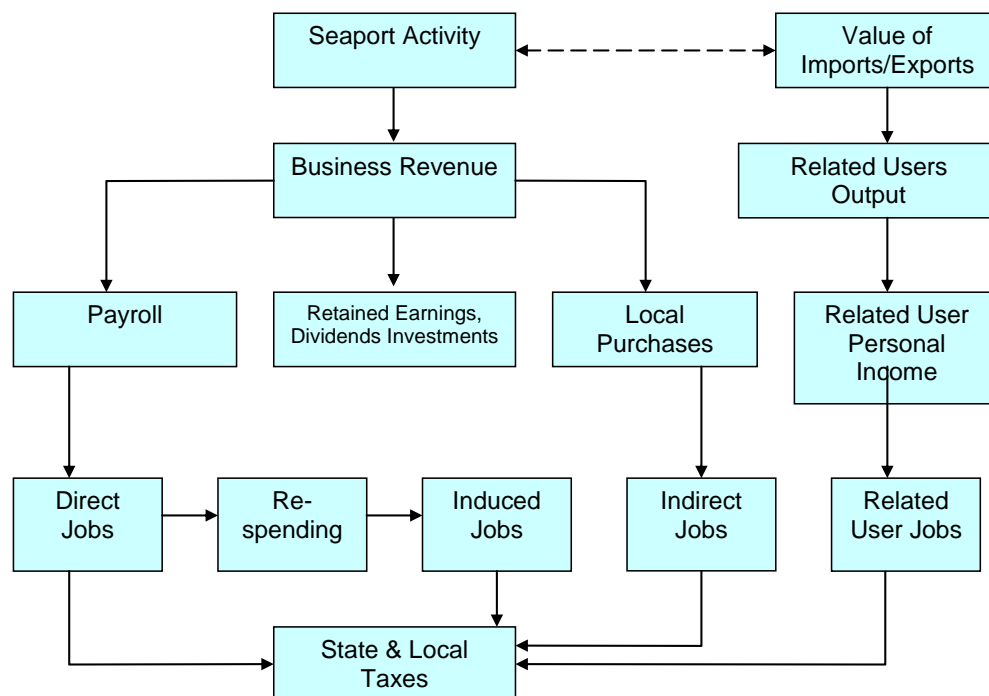 Seaport Activity
Value of
Imports/Exports
Business Revenue
Related Users
Output
Payroll
Retained Earnings,
Dividends Investments
Local
Purchases
Related User
Personal
Income
Direct
Jobs
Re-
spending
Induced
Jobs
Indirect
Jobs
Related
User Jobs
State & Local
Taxes